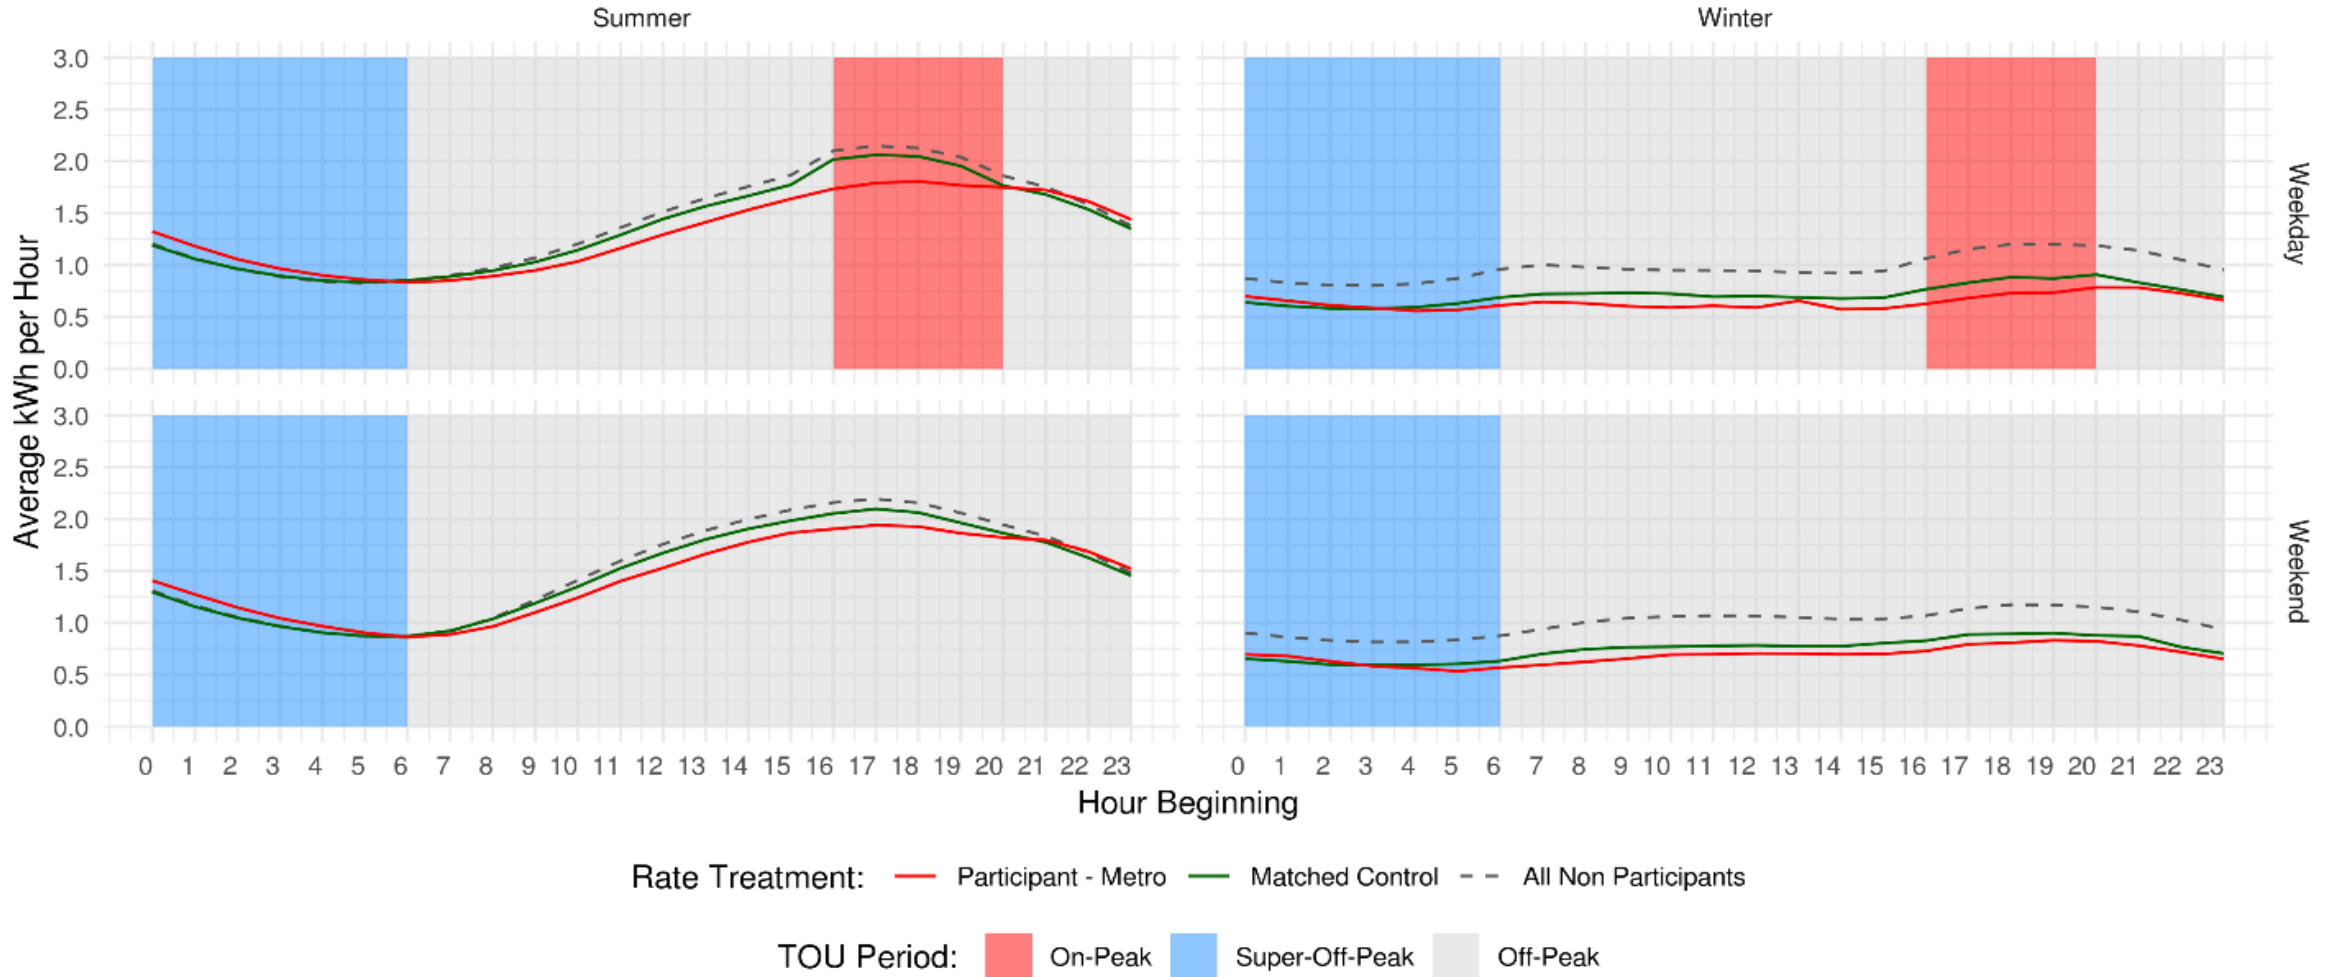 Summer
Winter
3.0
2.5
2.0
1.5
1.0
0.5
0.0
Weekday
Average kWh per Hour
3.0
2.5
2.0
1.5
1.0
0.5
0.0
Weekend
0 1 2 3 4 5 6 7 8 9 10 11 12 13 14 15 16 17 18 19 20 21 22 23
0 1 2 3 4 5 6 7 8 9 10 11 12 13 14 15 16 17 18 19 20 21 22 23
Hour Beginning
Rate Treatment: Participant - Metro Matched Control All Non Participants
TOU Period: On-Peak Super-Off-Peak Off-Peak